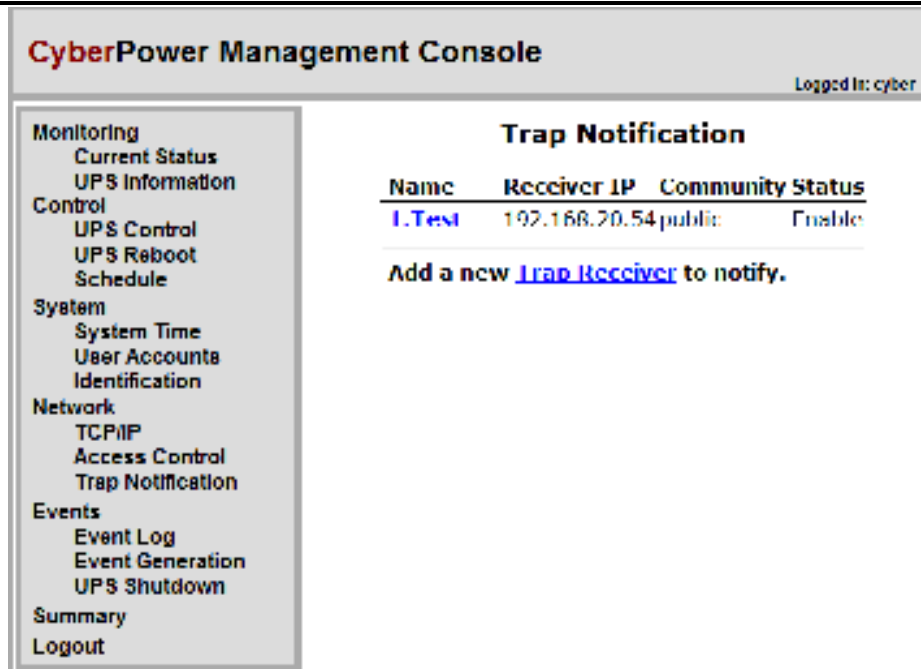 CyberPower Management Console
Logged in: cyber
Monitoring
Current Status
UPS Information
Control
UPS Control
UPS Reboot
Schedule
System
System Time
User Accounts
Identification
Network
TCP/IP
Access Control
Trap Notification
Events
Event Log
Event Generation
UPS Shutdown
Summary
Logout
Trap Notification
Name Receiver IP Community Status
1.Test 192.168.20.54 public Enable
Add a new Trap Receiver to notify.